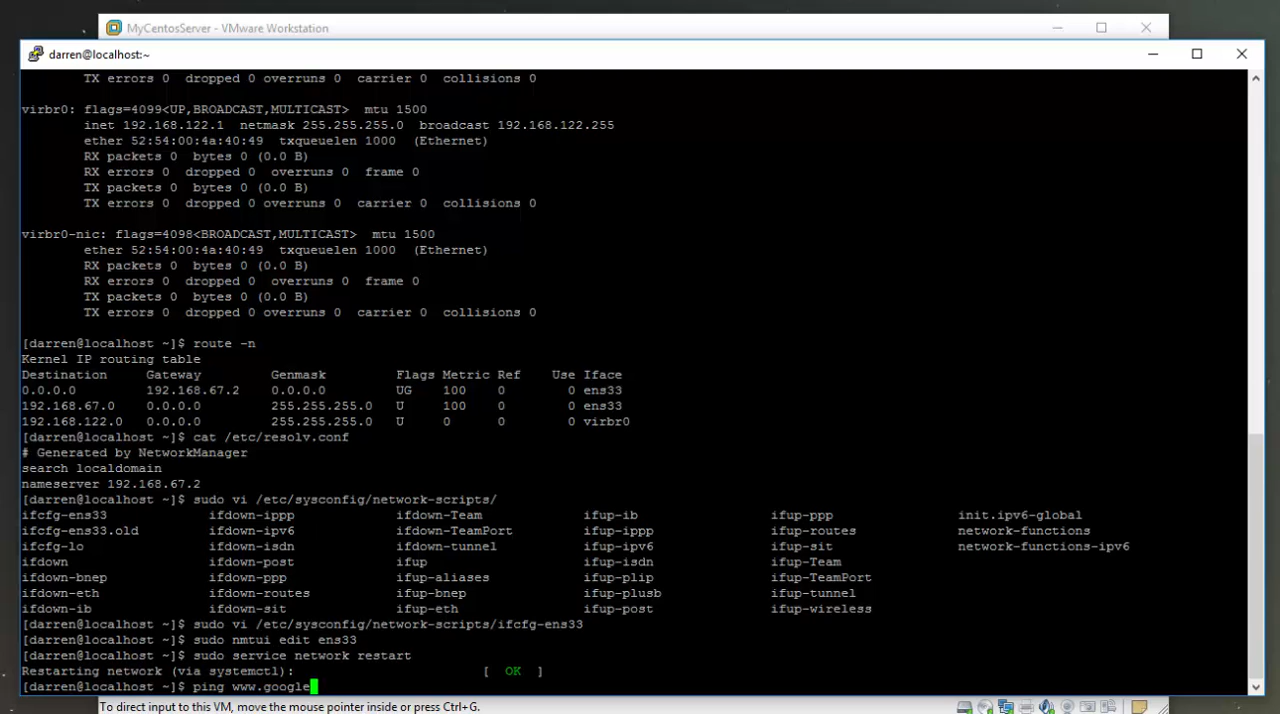 MyCentosServer - VMware Workstation
darren@localhost:~
TX errors 0  dropped 0 overruns 0  carrier 0  collisions 0
virbr0: flags=4099<UP,BROADCAST,MULTICAST>  mtu 1500
inet 192.168.122.1  netmask 255.255.255.0  broadcast 192.168.122.255
ether 52:54:00:4a:40:49  txqueuelen 1000  (Ethernet)
RX packets 0  bytes 0 (0.0 B)
RX errors 0  dropped 0  overruns 0  frame 0
TX packets 0  bytes 0 (0.0 B)
TX errors 0  dropped 0 overruns 0  carrier 0  collisions 0
virbr0-nic: flags=4098<BROADCAST,MULTICAST>  mtu 1500
ether 52:54:00:4a:40:49  txqueuelen 1000  (Ethernet)
RX packets 0  bytes 0 (0.0 B)
RX errors 0  dropped 0  overruns 0  frame 0
TX packets 0  bytes 0 (0.0 B)
TX errors 0  dropped 0 overruns 0  carrier 0  collisions 0
[darren@localhost ~]$ route -n
Kernel IP routing table
Destination     Gateway         Genmask         Flags Metric Ref    Use Iface
0.0.0.0         192.168.67.2    0.0.0.0         UG    100    0        0 ens33
192.168.67.0    0.0.0.0         255.255.255.0   U     100    0        0 ens33
192.168.122.0   0.0.0.0         255.255.255.0   U     0      0        0 virbr0
[darren@localhost ~]$ cat /etc/resolv.conf
# Generated by NetworkManager
search localdomain
nameserver 192.168.67.2
[darren@localhost ~]$ sudo vi /etc/sysconfig/network-scripts/
ifcfg-ens33             ifdown-ippp             ifdown-Team             ifup-ib                 ifup-ppp                init.ipv6-global
ifcfg-ens33.old         ifdown-ipv6             ifdown-TeamPort         ifup-ippp               ifup-routes             network-functions
ifcfg-lo                ifdown-isdn             ifdown-tunnel           ifup-ipv6               ifup-sit                network-functions-ipv6
ifdown                  ifdown-post             ifup                    ifup-isdn               ifup-Team
ifdown-bnep             ifdown-ppp              ifup-aliases            ifup-plip               ifup-TeamPort
ifdown-eth              ifdown-routes           ifup-bnep               ifup-plusb              ifup-tunnel
ifdown-ib               ifdown-sit              ifup-eth                ifup-post               ifup-wireless
[darren@localhost ~]$ sudo vi /etc/sysconfig/network-scripts/ifcfg-ens33
[darren@localhost ~]$ sudo nmtui edit ens33
[darren@localhost ~]$ sudo service network restart
Restarting network (via systemctl):                         [  OK  ]
[darren@localhost ~]$ ping www.google
To direct input to this VM, move the mouse pointer inside or press Ctrl+G.